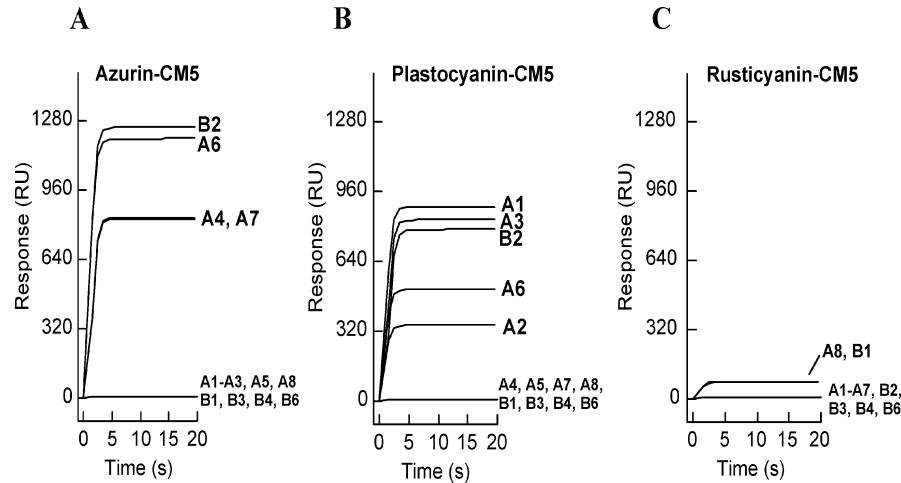 A
Azurin-CM5
Response (RU)
1280
960
640
320
0
B2
A6
A4, A7
A1-A3, A5, A8
B1, B3, B4, B6
0 5 10 15 20
Time (s)
B
Plastocyanin-CM5
Response (RU)
1280
960
640
320
0
A1
A3
B2
A6
A2
A4, A5, A7, A8,
B1, B3, B4, B6
0 5 10 15 20
Time (s)
C
Rusticyanin-CM5
Response (RU)
1280
960
640
320
0
A8, B1
A1-A7, B2,
B3, B4, B6
0 5 10 15 20
Time (s)